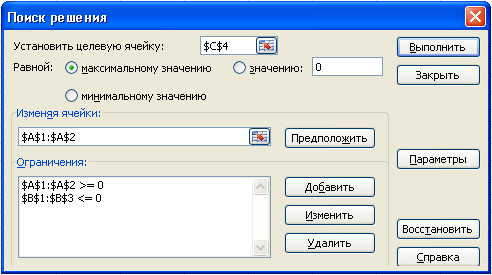 Поиск решения
Установить целевую ячейку: $C$4 Выполнить
Равной: максимальному значению значению: 0 Закрыть
минимальному значению
Изменяя ячейки:
$A$1:$A$2 Предположить
Ограничения: Параметры
$A$1:$A$2 >= 0 Добавить
$B$1:$B$3 <= 0
Изменить
Восстановить
Удалить
Справка